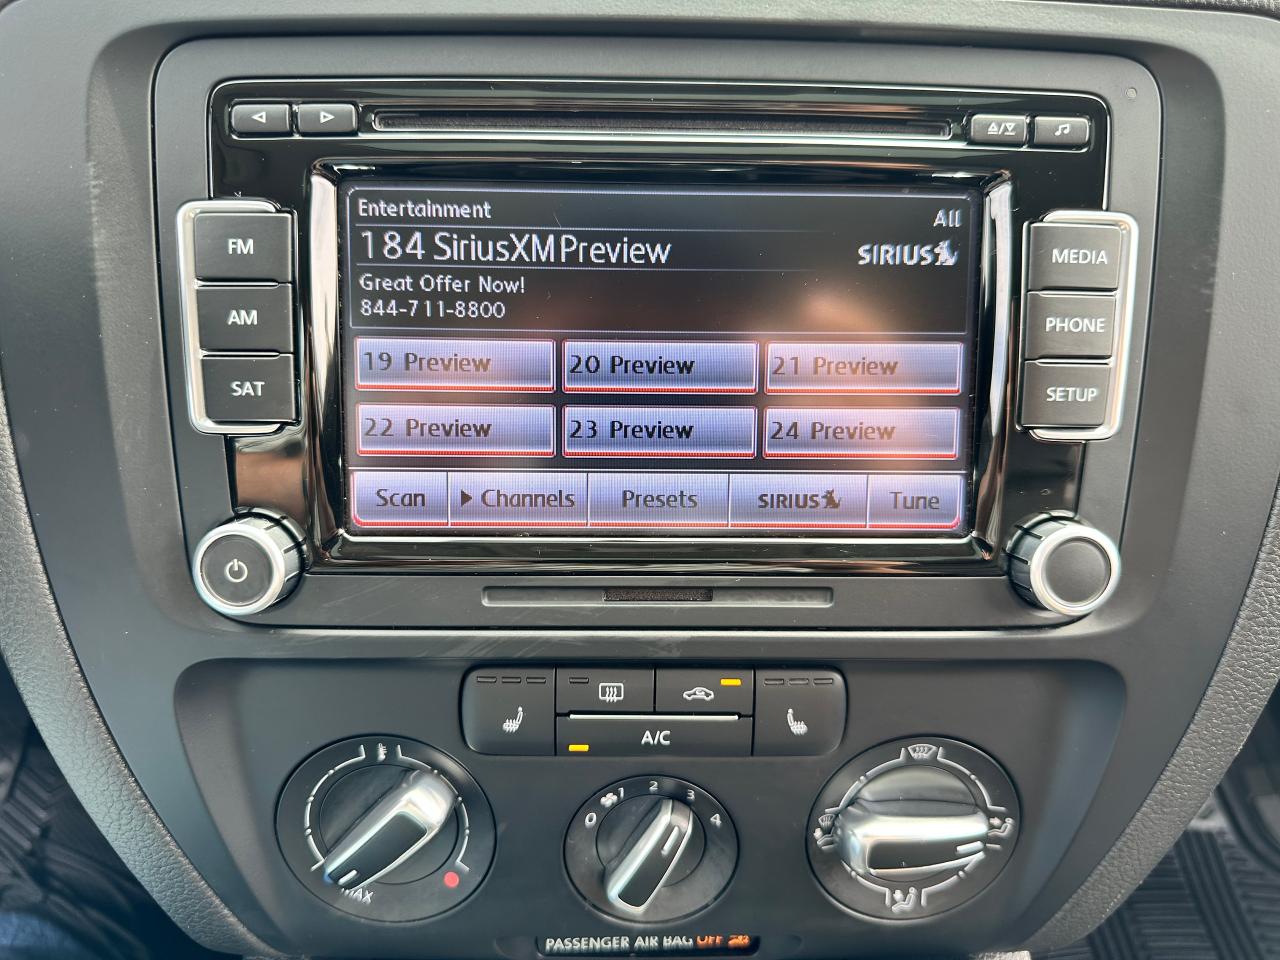 Entertainment
All
184 SiriusXMPreview
SIRIUS
Great Offer Now!
844-711-8800
FM
AM
SAT
MEDIA
PHONE
SETUP
19 Preview
20 Preview
21 Preview
22 Preview
23 Preview
24 Preview
Scan
Channels
Presets
SIRIUS
Tune
A/C
0
1
2
3
4
MAX
PASSENGER AIR BAG OFF